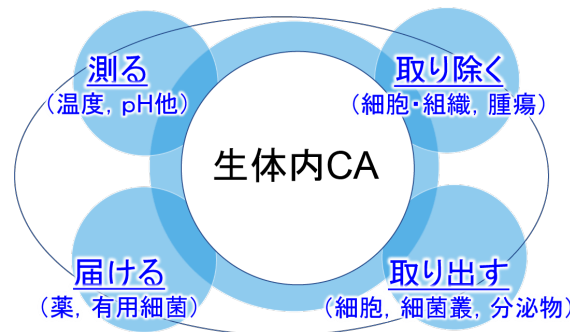 測る
(温度, pH他)
取り除く
(細胞・組織, 腫瘍)
生体内CA
届ける
(薬, 有用細菌)
取り出す
(細胞, 細菌叢, 分泌物)